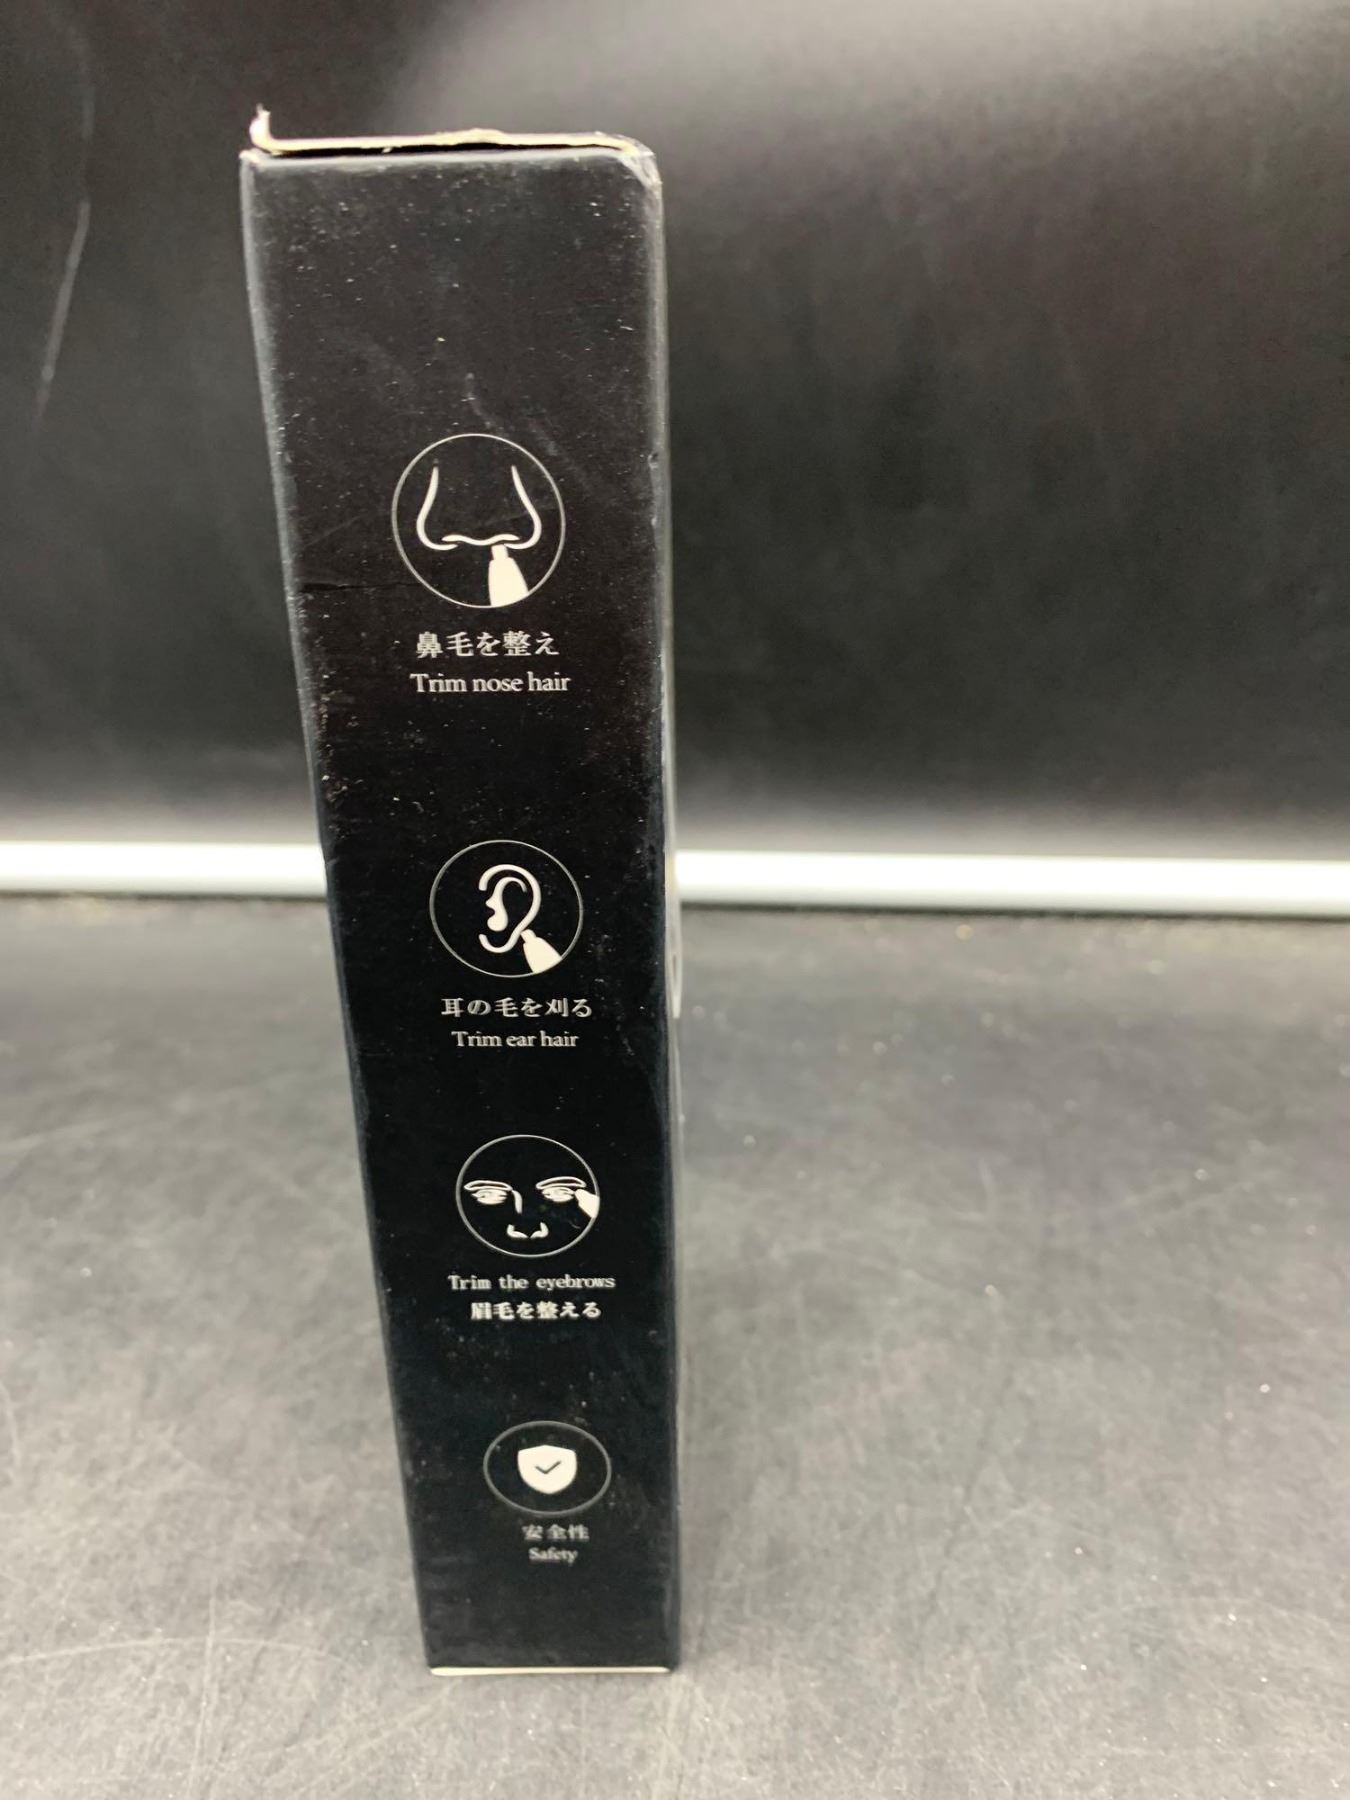 鼻毛を整え
Trim nose hair
耳の毛を刈る
Trim ear hair
Trim the eyebrows
眉毛を整える
安全性
Safety